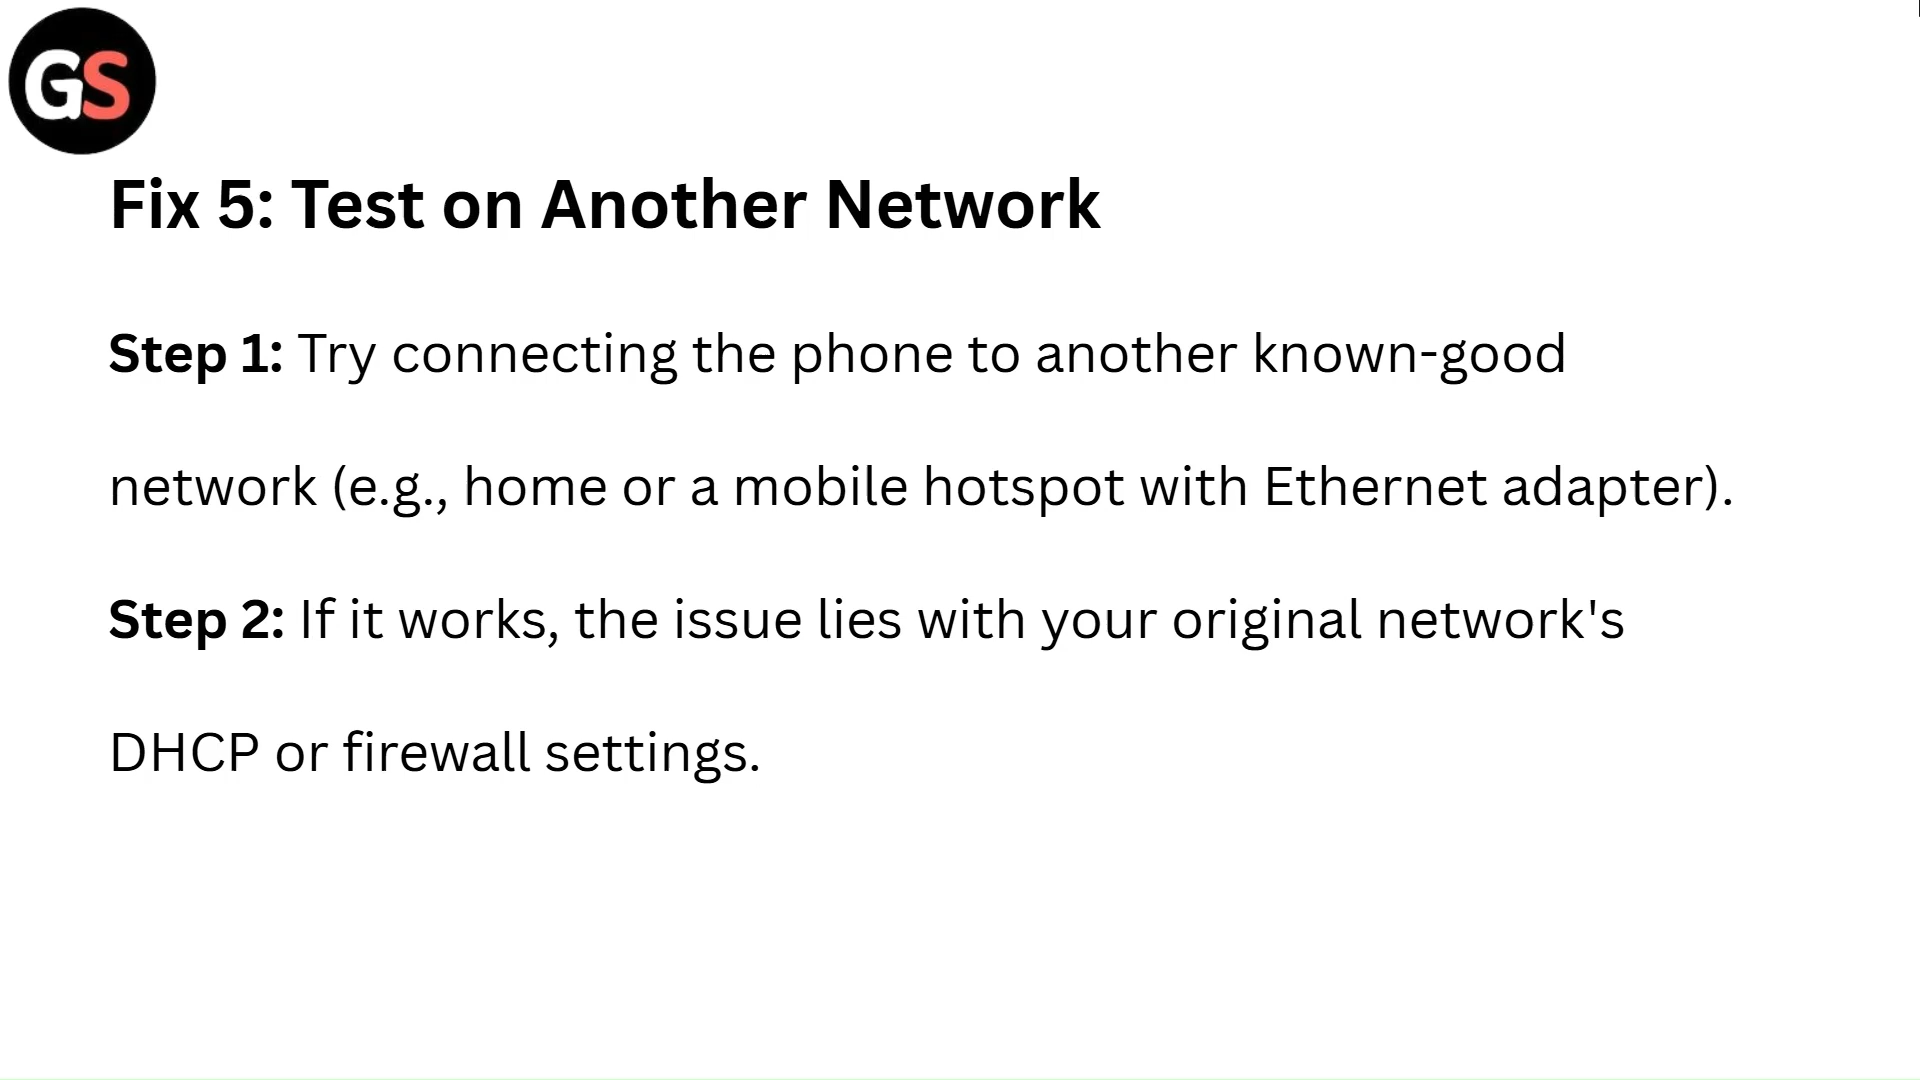 GS
Fix 5: Test on Another Network
Step 1: Try connecting the phone to another known-good
network (e.g., home or a mobile hotspot with Ethernet adapter).
Step 2: If it works, the issue lies with your original network's
DHCP or firewall settings.